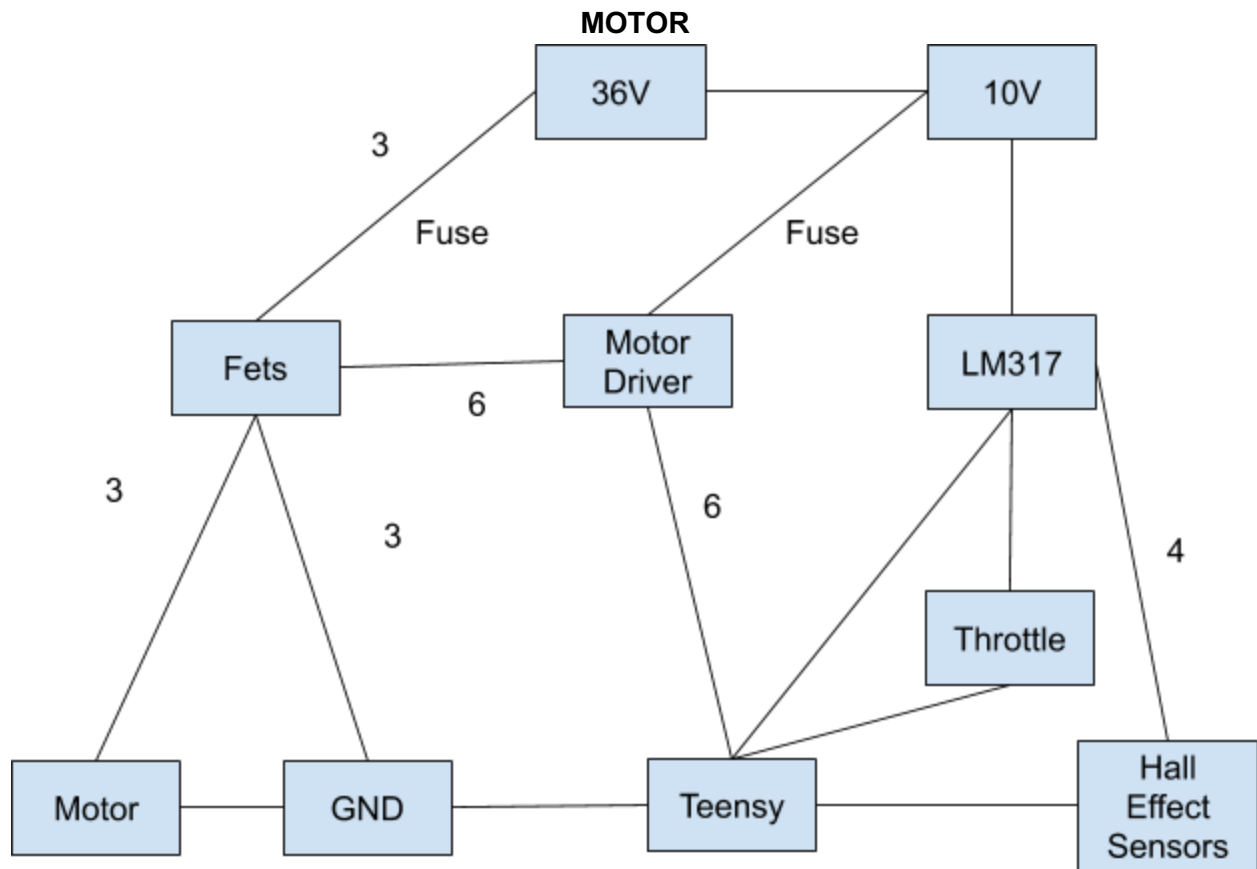 MOTOR
36V
10V
3
Fuse
Fuse
Fets
Motor
Driver
LM317
6
3
3
6
4
Throttle
Motor
GND
Teensy
Hall
Effect
Sensors